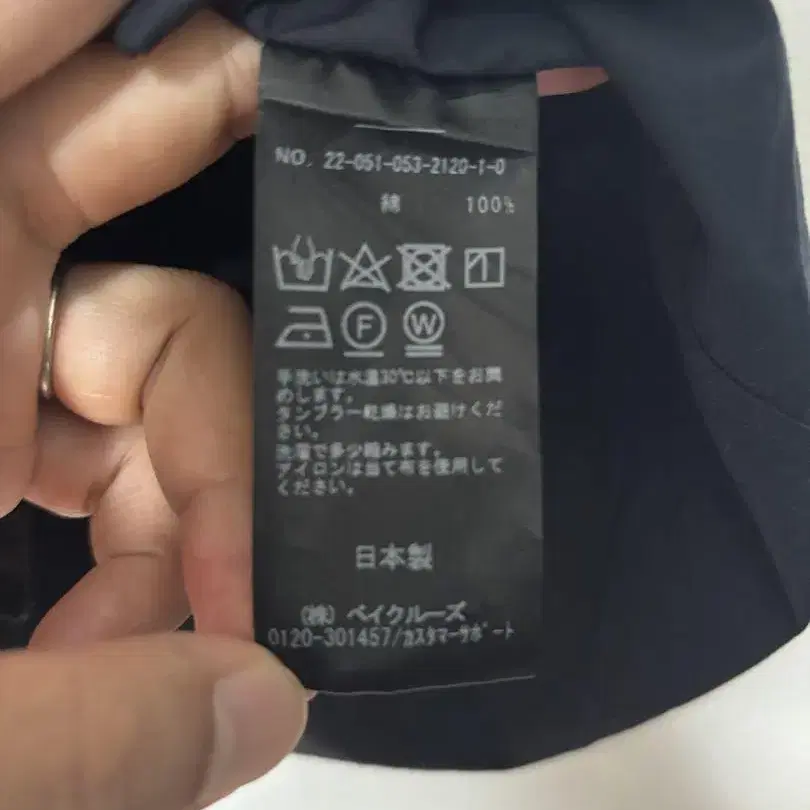 NO. 22-051-053-2120-1-0
綿 100%
F W
手洗いは水温30℃以下をお薦
めします。
タンブラー乾燥はお避けくだ
さい。
洗濯で多少縮みます。
アイロンは当て布を使用して
ください。
日本製
(株) ベイクルーズ
0120-301457/カスタマーサポート